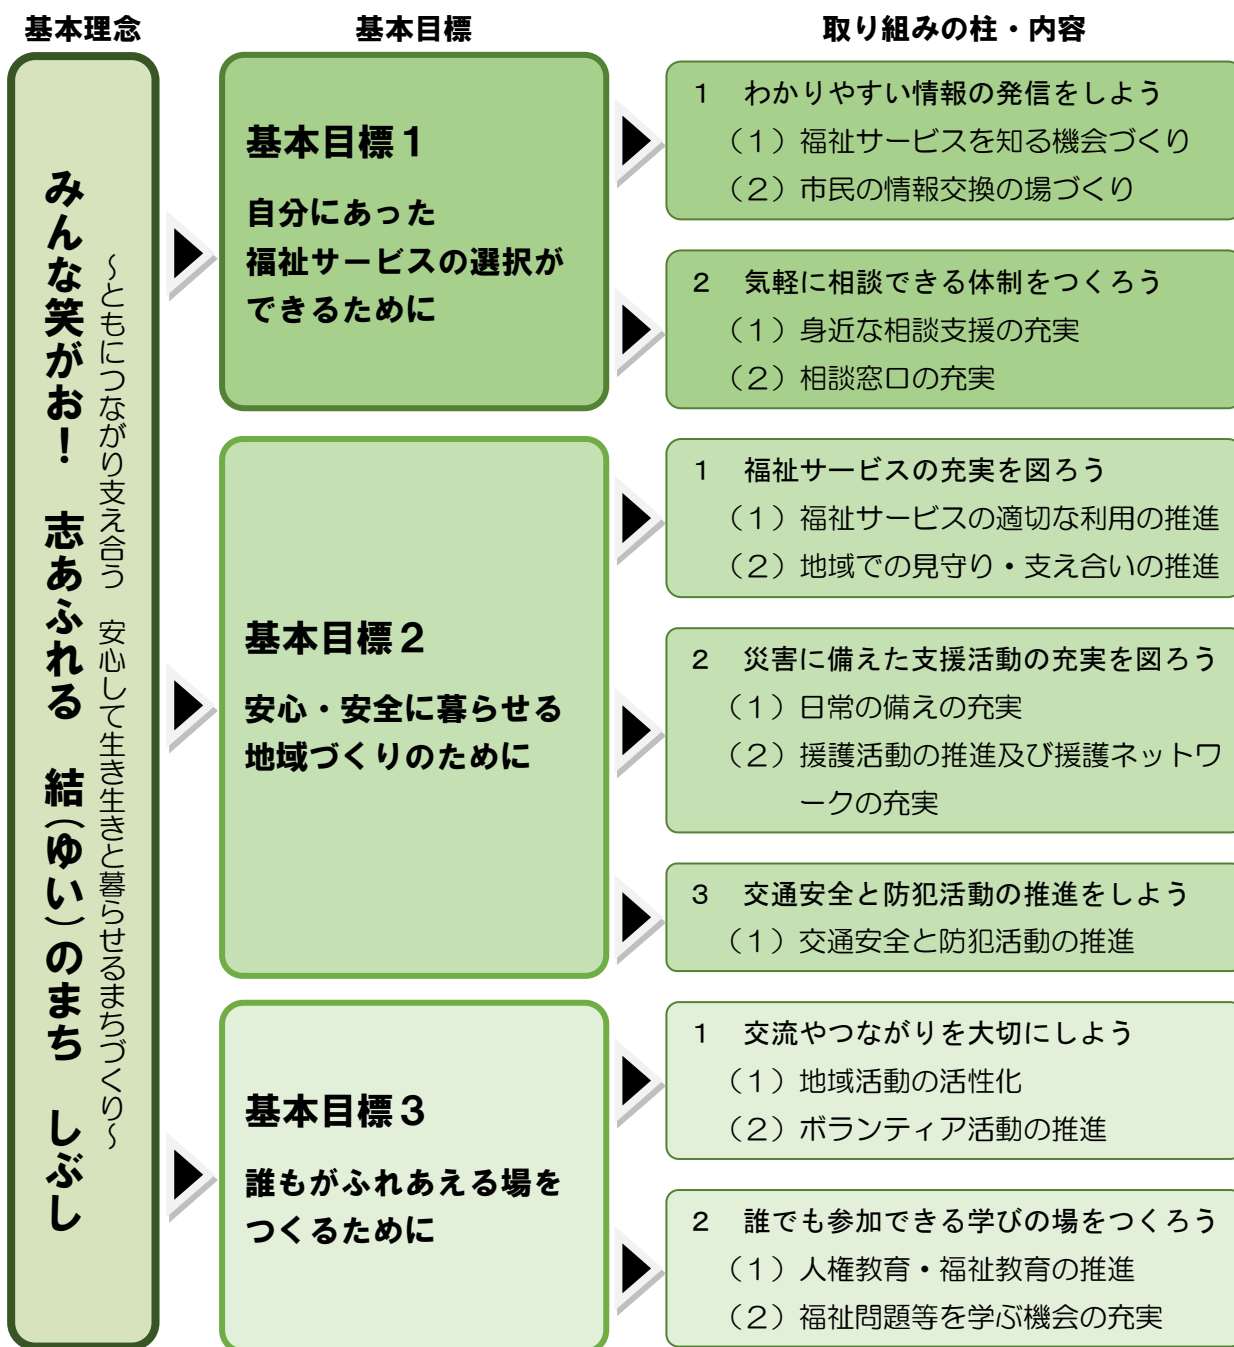 基本理念
基本目標
取り組みの柱・内容
みんな笑がお！　志あふれる　結（ゆい）のまち　しぶし
～ともにつながり支え合う　安心して生き生きと暮らせるまちづくり～
基本目標１
自分にあった
福祉サービスの選択が
できるために
１　わかりやすい情報の発信をしよう
（１）福祉サービスを知る機会づくり
（２）市民の情報交換の場づくり
２　気軽に相談できる体制をつくろう
（１）身近な相談支援の充実
（２）相談窓口の充実
基本目標２
安心・安全に暮らせる
地域づくりのために
１　福祉サービスの充実を図ろう
（１）福祉サービスの適切な利用の推進
（２）地域での見守り・支え合いの推進
２　災害に備えた支援活動の充実を図ろう
（１）日常の備えの充実
（２）援護活動の推進及び援護ネットワ
ークの充実
３　交通安全と防犯活動の推進をしよう
（１）交通安全と防犯活動の推進
基本目標３
誰もがふれあえる場を
つくるために
１　交流やつながりを大切にしよう
（１）地域活動の活性化
（２）ボランティア活動の推進
２　誰でも参加できる学びの場をつくろう
（１）人権教育・福祉教育の推進
（２）福祉問題等を学ぶ機会の充実